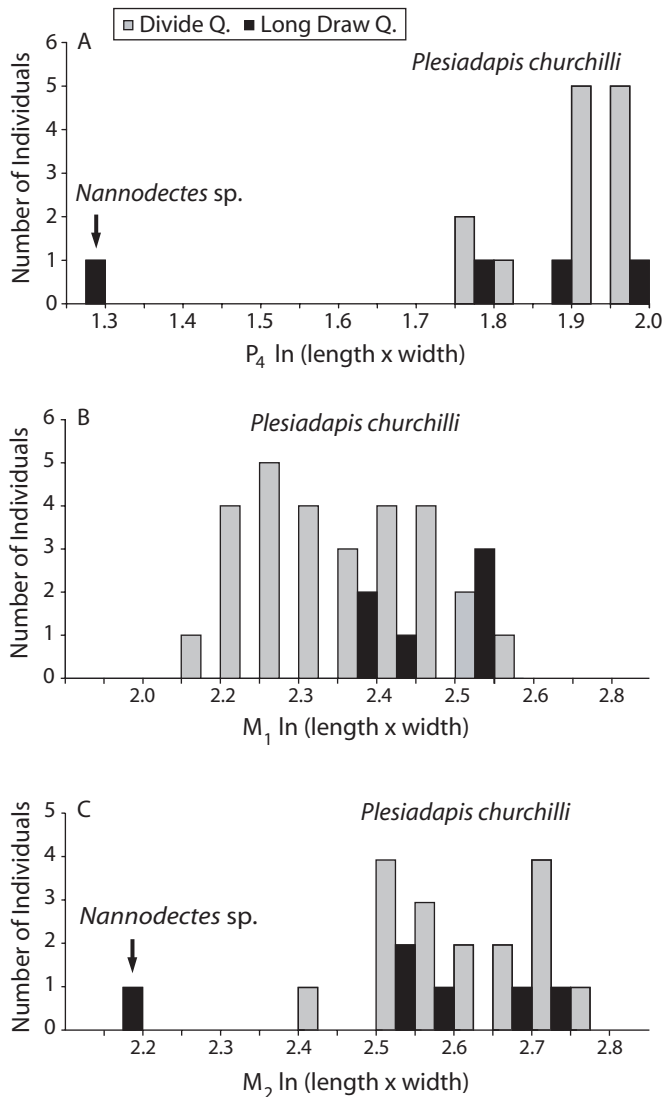 Divide Q. Long Draw Q.
A
Plesiadapis churchilli
Number of Individuals
6
5
4
3
2
1
0
Nannodectes sp.
1.3 1.4 1.5 1.6 1.7 1.8 1.9 2.0
P4 ln (length x width)
B
Plesiadapis churchilli
Number of Individuals
6
5
4
3
2
1
0
2.0 2.2 2.3 2.4 2.5 2.6 2.8
M1 ln (length x width)
C
Plesiadapis churchilli
Number of Individuals
5
4
3
2
1
0
Nannodectes sp.
2.2 2.3 2.4 2.5 2.6 2.7 2.8
M2 ln (length x width)